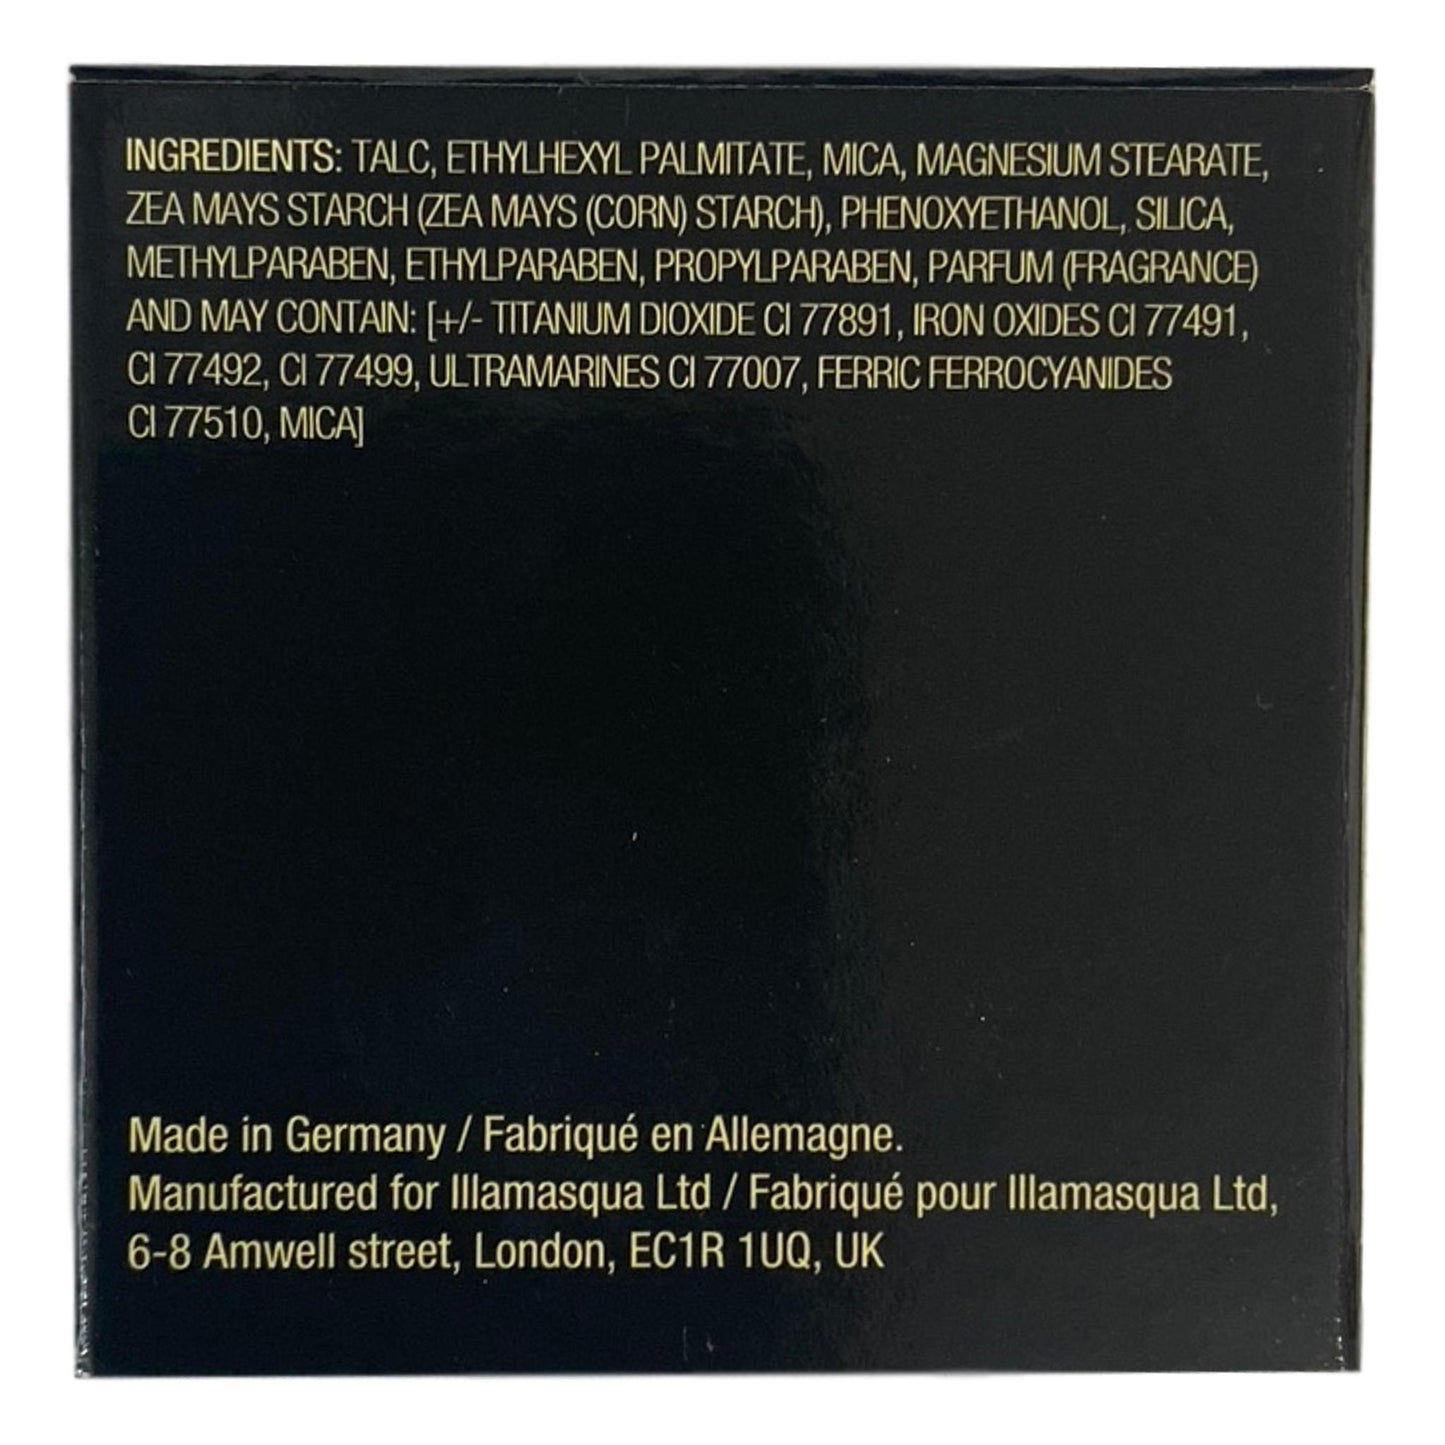 INGREDIENTS: TALC, ETHYLHEXYL PALMITATE, MICA, MAGNESIUM STEARATE,
ZEA MAYS STARCH (ZEA MAYS (CORN) STARCH), PHENOXYETHANOL, SILICA,
METHYLPARABEN, ETHYLPARABEN, PROPYLPARABEN, PARFUM (FRAGRANCE)
AND MAY CONTAIN: [+/- TITANIUM DIOXIDE CI 77891, IRON OXIDES CI 77491,
CI 77492, CI 77499, ULTRAMARINES CI 77007, FERRIC FERROCYANIDES
CI 77510, MICA]
Made in Germany / Fabriqué en Allemagne.
Manufactured for Illamasqua Ltd / Fabriqué pour Illamasqua Ltd,
6-8 Amwell street, London, EC1R 1UQ, UK